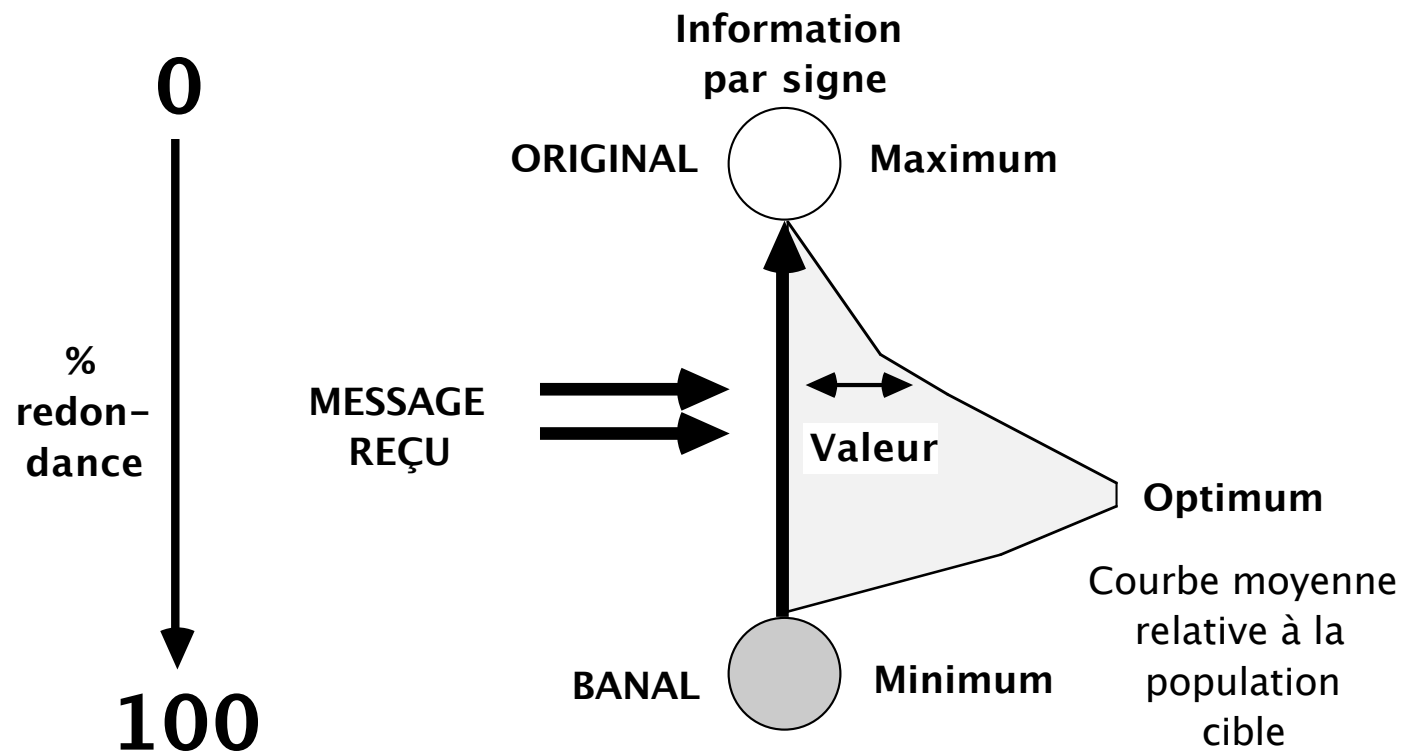 Information
par signe
0
ORIGINAL
Maximum
%
redon-
dance
MESSAGE
REÇU
Valeur
Optimum
Courbe moyenne
relative à la
population
cible
BANAL
Minimum
100